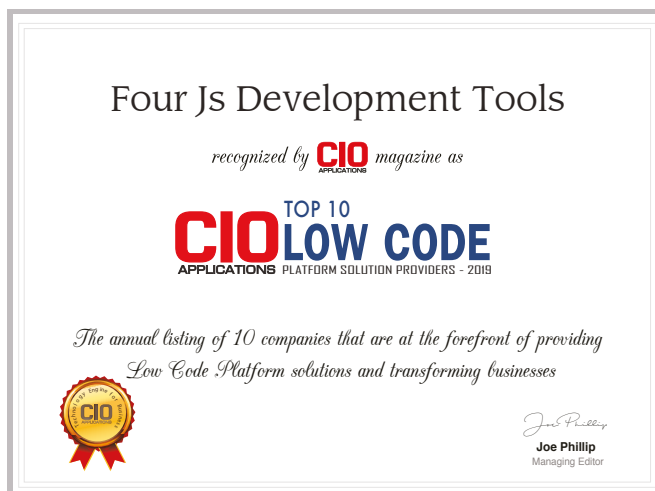 Four Js Development Tools
recognized by CIO APPLICATIONS magazine as
TOP 10
CIO LOW CODE
APPLICATIONS PLATFORM SOLUTION PROVIDERS - 2019
The annual listing of 10 companies that are at the forefront of providing
Low Code Platform solutions and transforming businesses
Technology Engine for Business
CIO
APPLICATIONS
Joe Phillip
Joe Phillip
Managing Editor